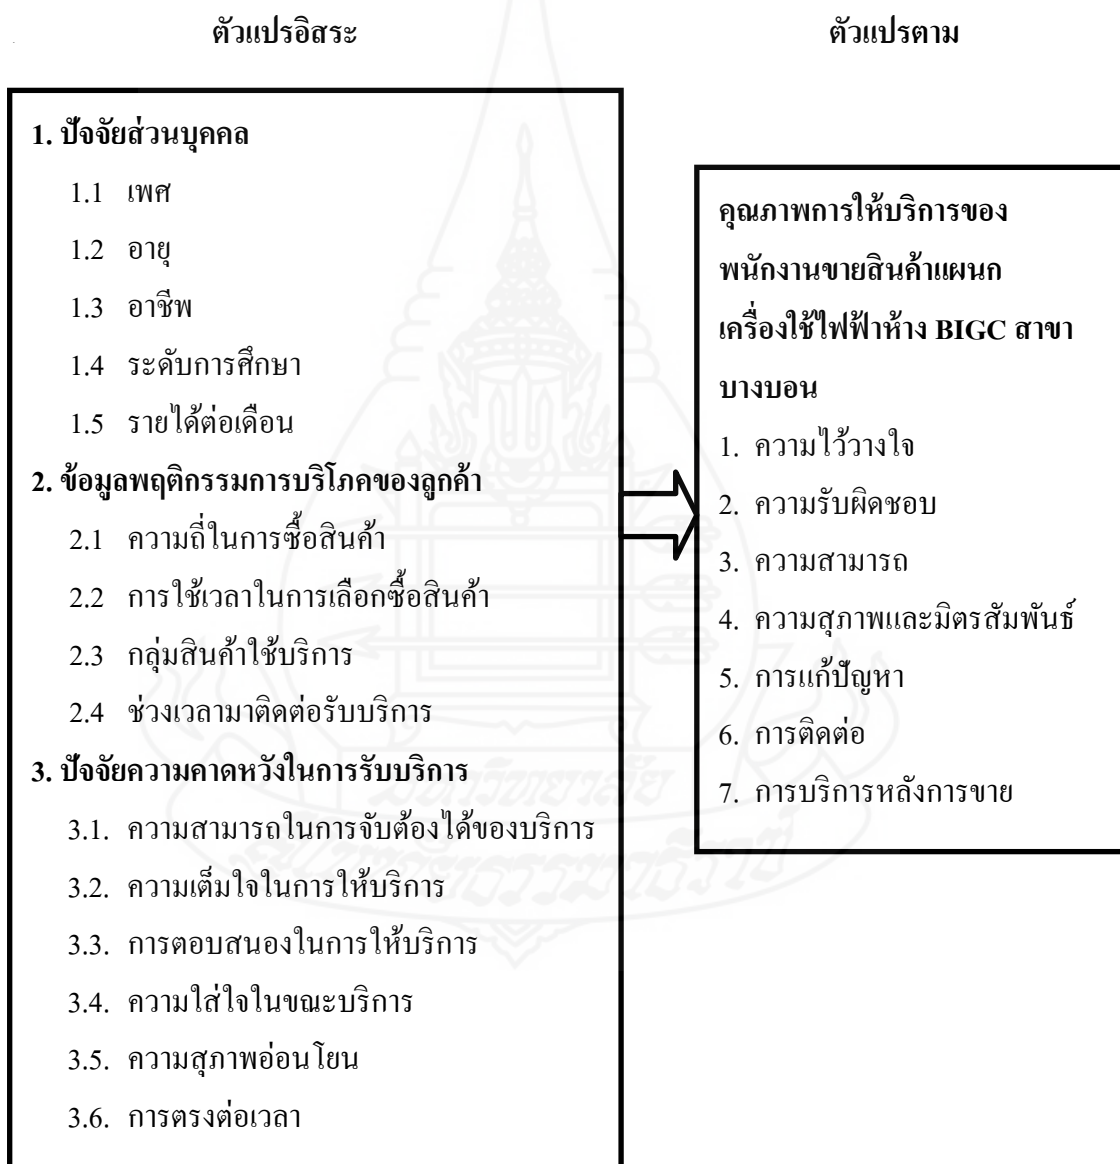 ตัวแปรอิสระ
ตัวแปรตาม
1. ปัจจัยส่วนบุคคล
1.1 เพศ
1.2 อายุ
1.3 อาชีพ
1.4 ระดับการศึกษา
1.5 รายได้ต่อเดือน
2. ข้อมูลพฤติกรรมการบริโภคของลูกค้า
2.1 ความถี่ในการซื้อสินค้า
2.2 การใช้เวลาในการเลือกซื้อสินค้า
2.3 กลุ่มสินค้าใช้บริการ
2.4 ช่วงเวลามาติดต่อรับบริการ
3. ปัจจัยความคาดหวังในการรับบริการ
3.1. ความสามารถในการจับต้องได้ของบริการ
3.2. ความเต็มใจในการให้บริการ
3.3. การตอบสนองในการให้บริการ
3.4. ความใส่ใจในขณะบริการ
3.5. ความสุภาพอ่อนโยน
3.6. การตรงต่อเวลา
คุณภาพการให้บริการของ
พนักงานขายสินค้าแผนก
เครื่องใช้ไฟฟ้าห้าง BIGC สาขา
บางบอน
1. ความไว้วางใจ
2. ความรับผิดชอบ
3. ความสามารถ
4. ความสุภาพและมิตรสัมพันธ์
5. การแก้ปัญหา
6. การติดต่อ
7. การบริการหลังการขาย
มหาวิทยาลัย
สุโขทัยธรรมาธิราช